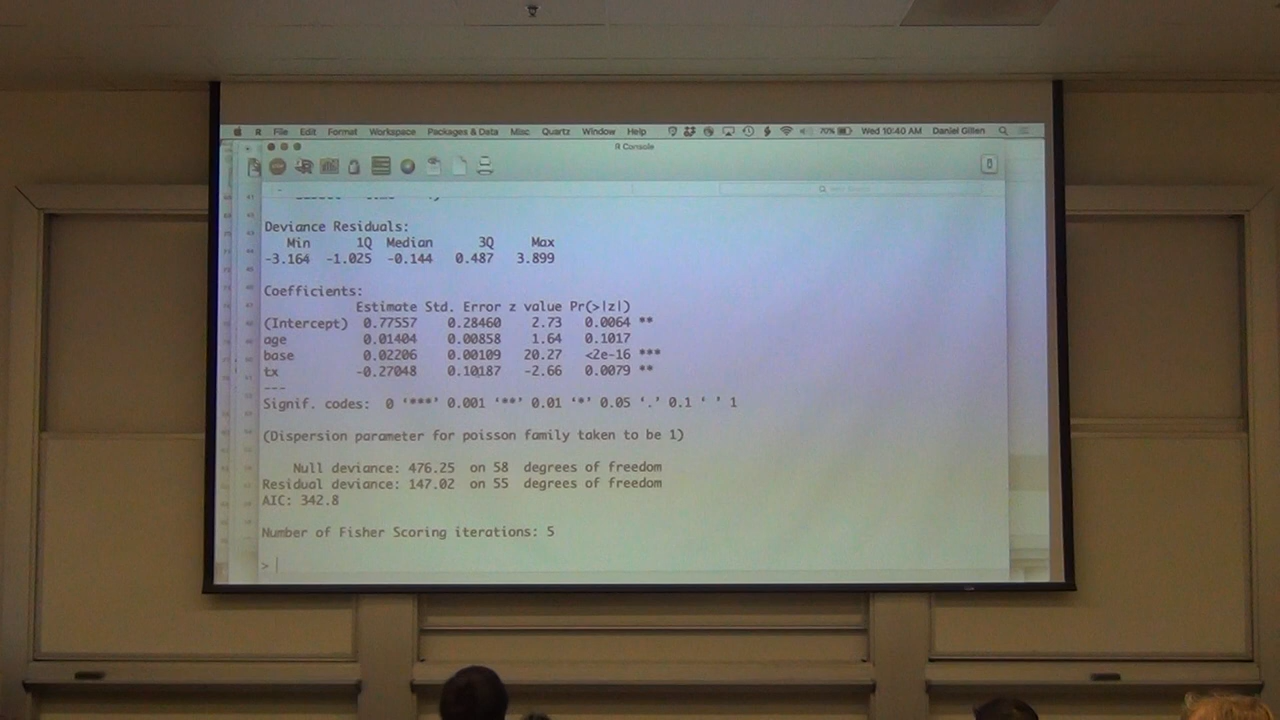 R File Edit Format Workspace Packages & Data Misc Quartz Window Help 70% Wed 10:40 AM Daniel Gillen
R Console
Deviance Residuals:
Min 1Q Median 3Q Max
-3.164 -1.025 -0.144 0.487 3.899
Coefficients:
Estimate Std. Error z value Pr(>|z|)
(Intercept) 0.77557 0.28460 2.73 0.0064 **
age 0.01404 0.00858 1.64 0.1017
base 0.02206 0.00109 20.27 <2e-16 ***
tx -0.27048 0.10187 -2.66 0.0079 **
---
Signif. codes: 0 ‘***’ 0.001 ‘**’ 0.01 ‘*’ 0.05 ‘.’ 0.1 ‘ ’ 1
(Dispersion parameter for poisson family taken to be 1)
Null deviance: 476.25 on 58 degrees of freedom
Residual deviance: 147.02 on 55 degrees of freedom
AIC: 342.8
Number of Fisher Scoring iterations: 5
>